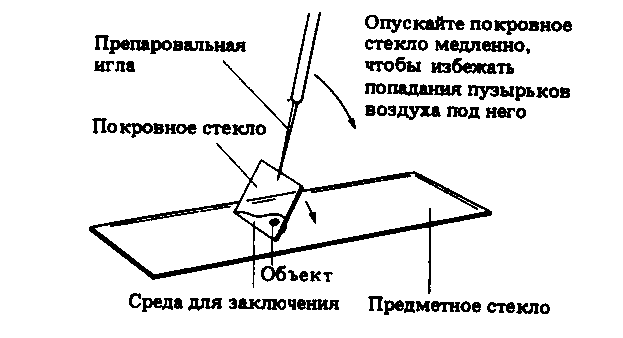 Препаровальная
игла
Опускайте покровное
стекло медленно,
чтобы избежать
попадания пузырьков
воздуха под него
Покровное стекло
Объект
Среда для заключения
Предметное стекло